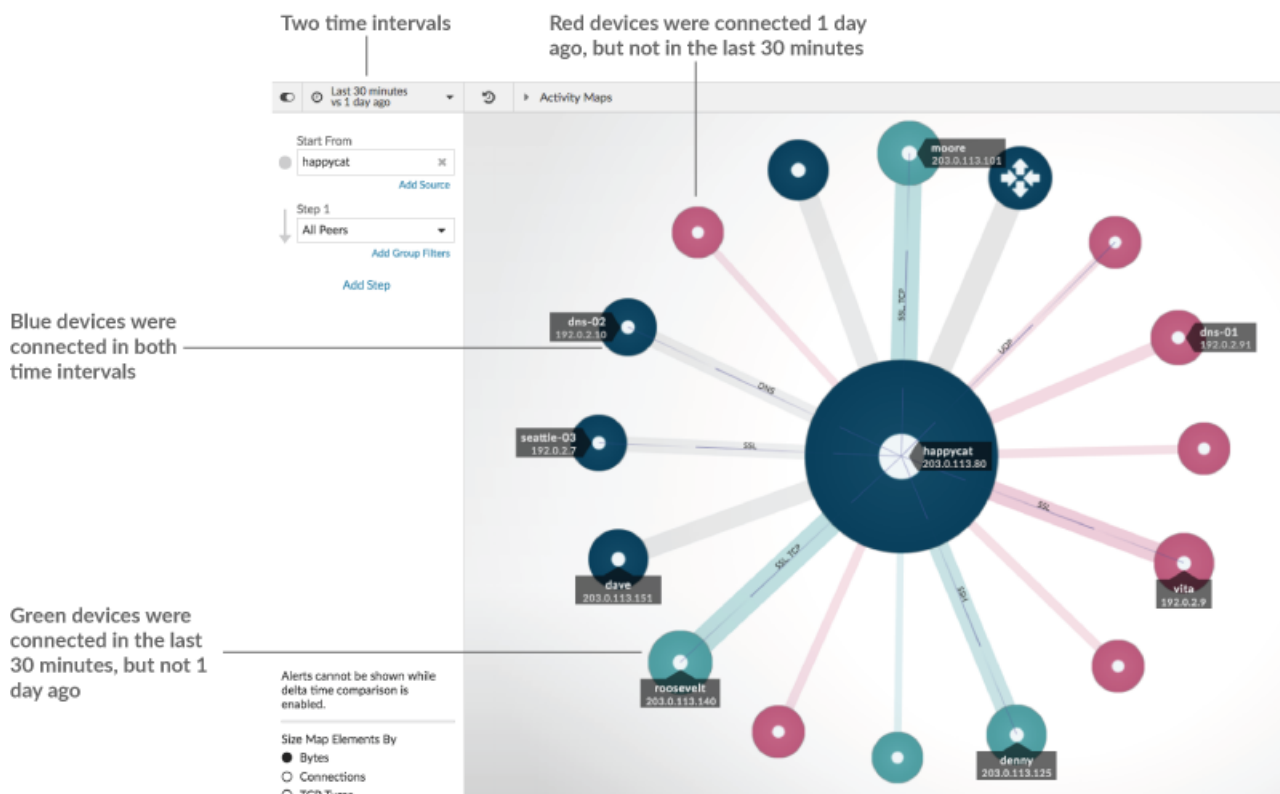 Two time intervals
Red devices were connected 1 day
ago, but not in the last 30 minutes
Last 30 minutes
vs 1 day ago
Activity Maps
Start From
happycat
Add Source
Step 1
All Peers
Add Group Filters
Add Step
Blue devices were
connected in both
time intervals
Green devices were
connected in the last
30 minutes, but not 1
day ago
Alerts cannot be shown while
delta time comparison is
enabled.
Size Map Elements By
Bytes
Connections
moore
203.0.113.101
SSL, TCP
UDP
dns-01
192.0.2.91
dns-02
192.0.2.10
DNS
seattle-03
192.0.2.7
SSL
happycat
203.0.113.80
SSL
vita
192.0.2.9
dave
203.0.113.151
SSL, TCP
SSH
roosevelt
203.0.113.140
denny
203.0.113.125